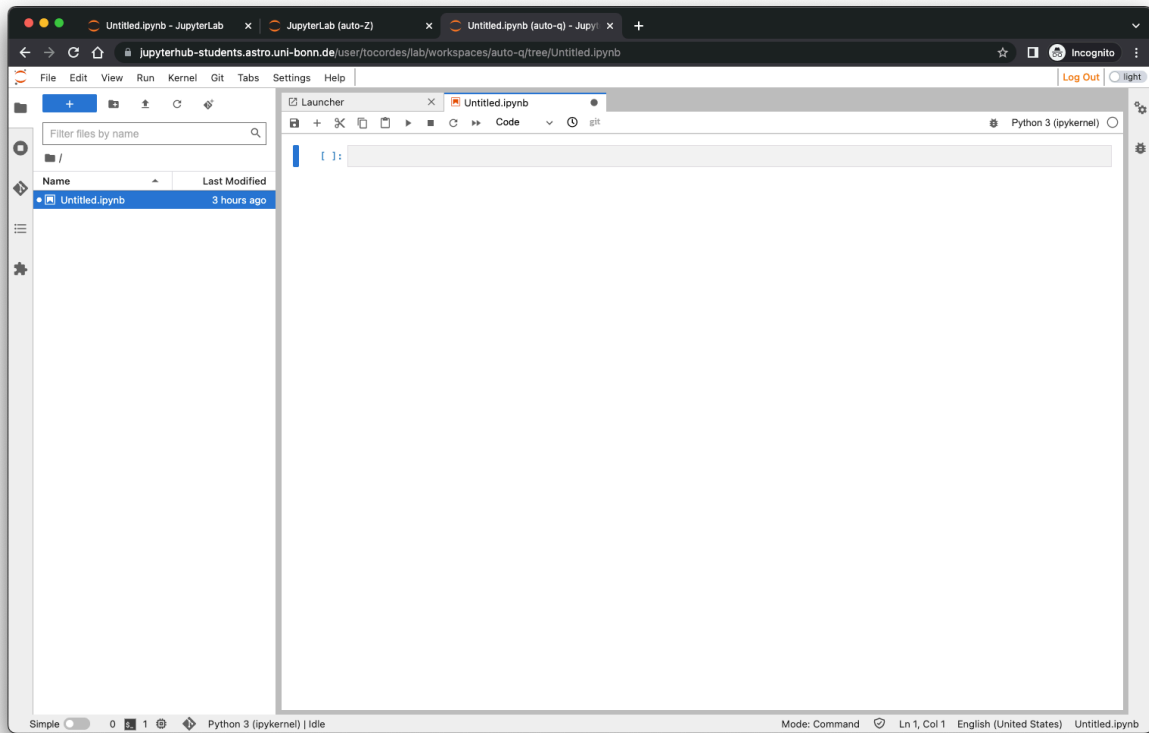 Untitled.ipynb - JupyterLab
JupyterLab (auto-Z)
Untitled.ipynb (auto-q) - Jupyt
jupyterhub-students.astro.uni-bonn.de/user/tocordes/lab/workspaces/auto-q/tree/Untitled.ipynb
Incognito
File Edit View Run Kernel Git Tabs Settings Help
Log Out
light
Filter files by name
/
Name
Last Modified
Untitled.ipynb
3 hours ago
Launcher
Untitled.ipynb
Code
git
Python 3 (ipykernel)
[ ]:
Simple
0
1
Python 3 (ipykernel) | Idle
Mode: Command
Ln 1, Col 1
English (United States)
Untitled.ipynb